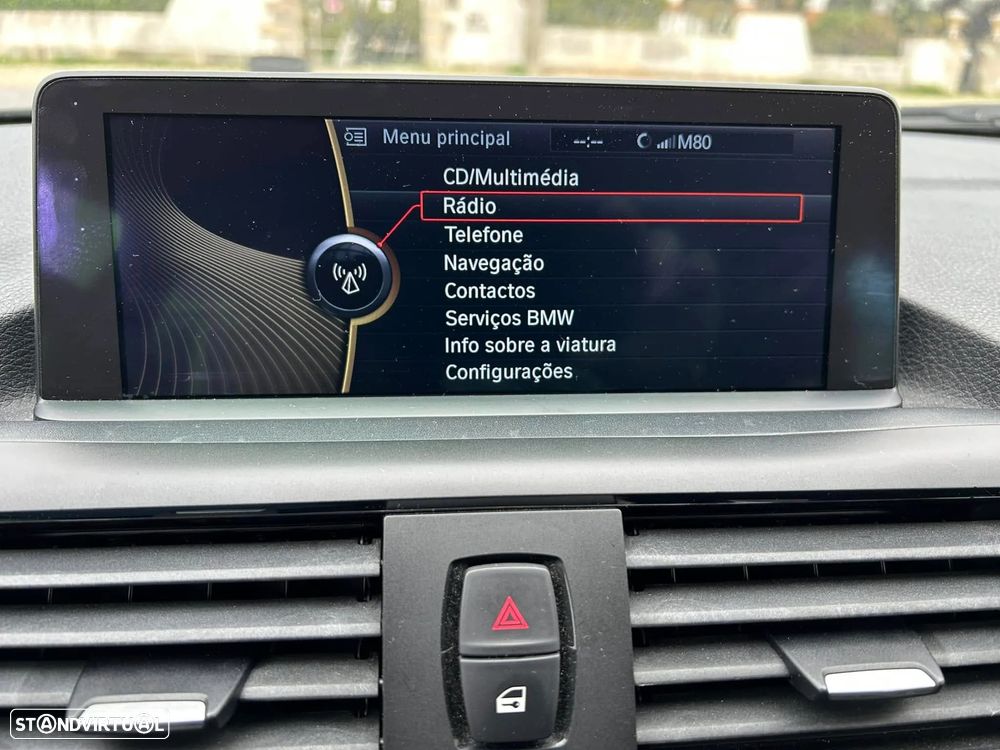 Menu principal --:-- M80
CD/Multimédia
Rádio
Telefone
Navegação
Contactos
Serviços BMW
Info sobre a viatura
Configurações
STANDVIRTUAL